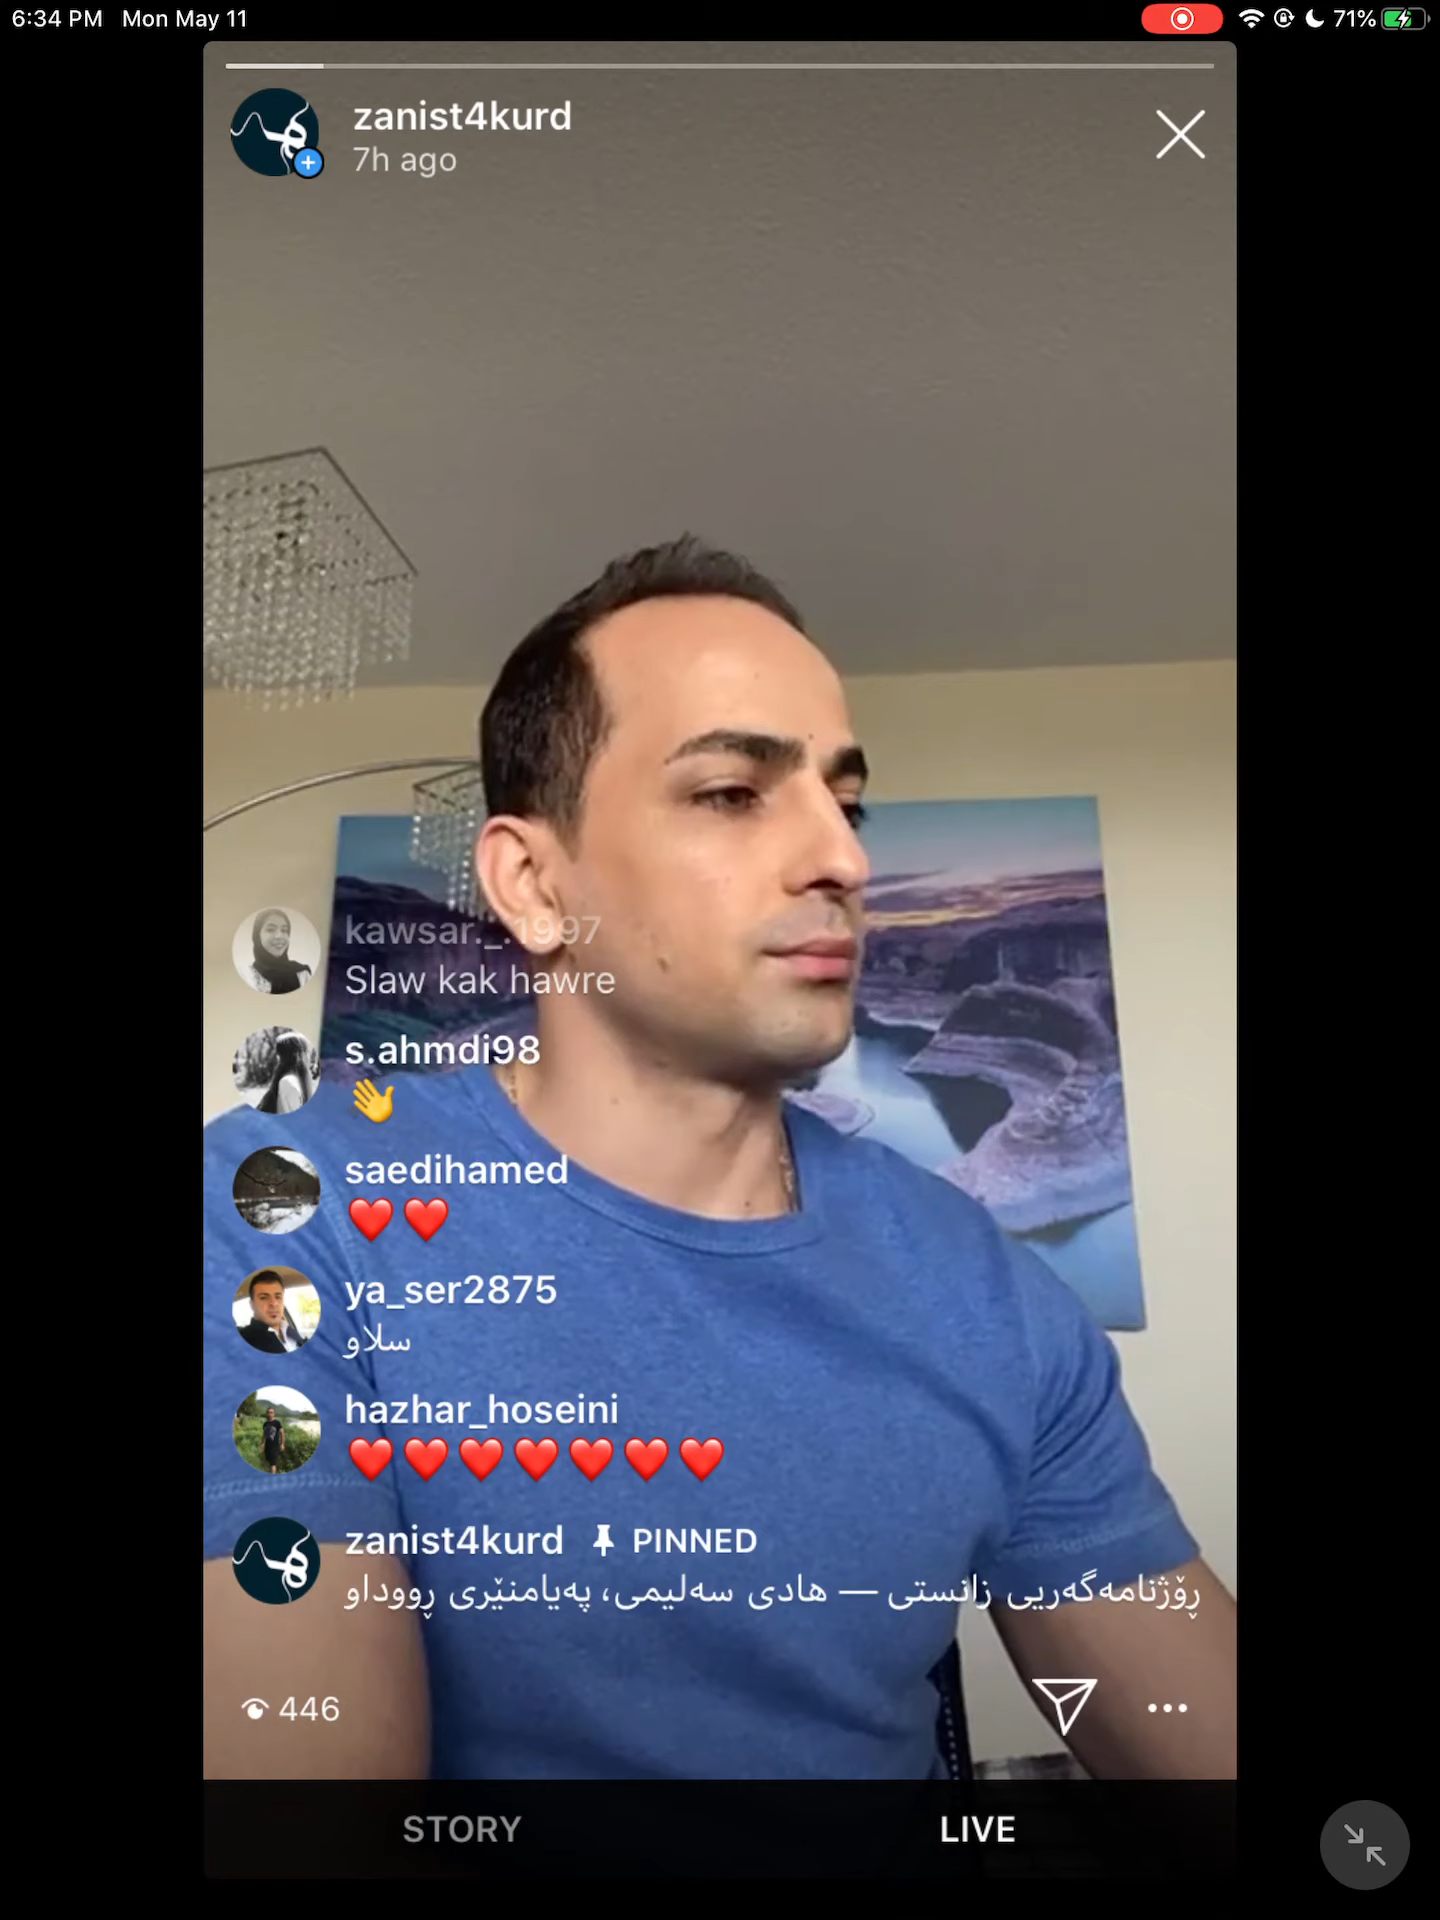 6:34 PM Mon May 11
71%
zanist4kurd
7h ago
kawsar._.1997
Slaw kak hawre
s.ahmdi98
👋
saedihamed
❤️❤️
ya_ser2875
سلاو
hazhar_hoseini
❤️❤️❤️❤️❤️❤️❤️
zanist4kurd PINNED
ڕۆژنامەگەریی زانستی — هادی سەلیمی، پەیامنێری ڕووداو
446
STORY LIVE